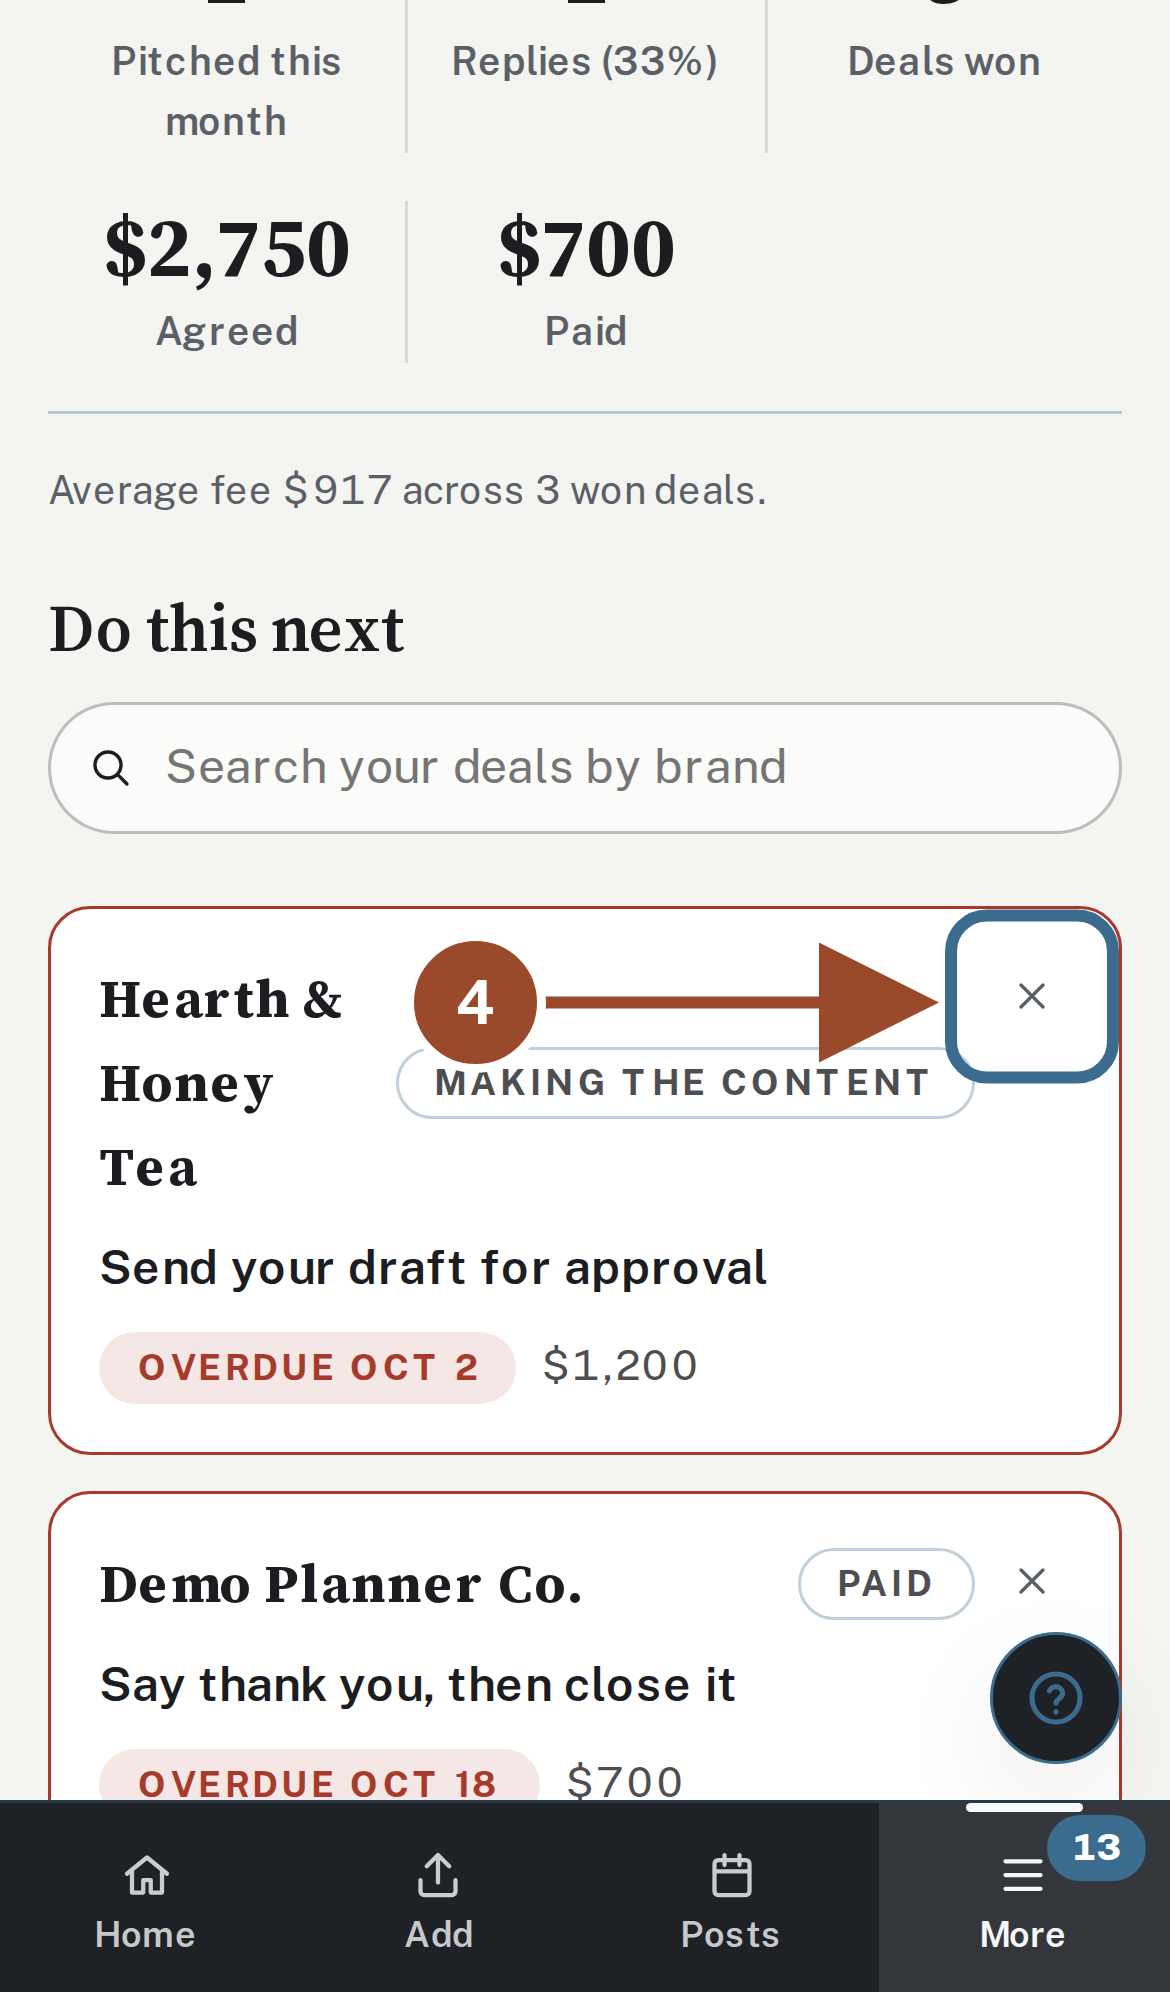 Pitched this
month
Replies (33%)
Deals won
$2,750
Agreed
$700
Paid
Average fee $917 across 3 won deals.
Do this next
Search your deals by brand
Hearth &
Honey
Tea
4
MAKING THE CONTENT
Send your draft for approval
OVERDUE OCT 2
$1,200
Demo Planner Co.
PAID
Say thank you, then close it
OVERDUE OCT 18
$700
Home
Add
Posts
More
13